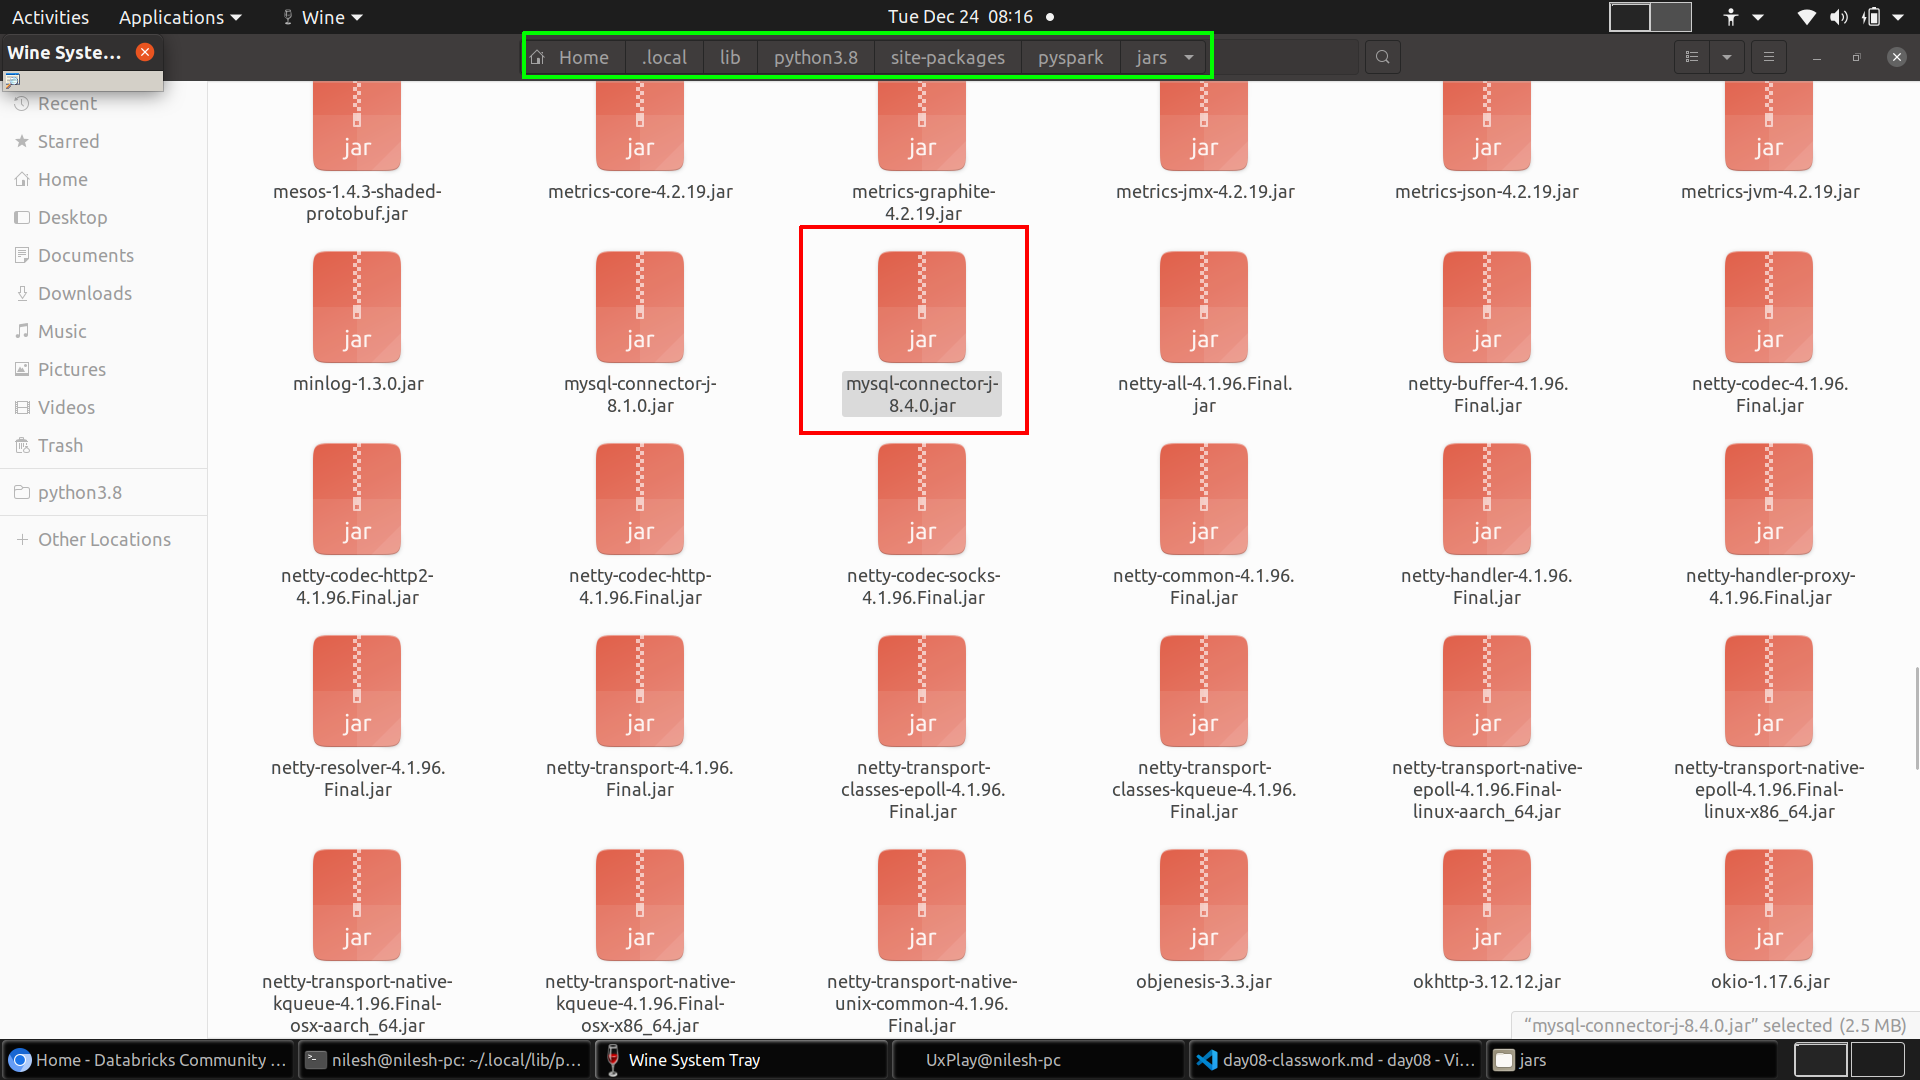 Activities Applications Wine Tue Dec 24 08:16
Wine Syste...
Home .local lib python3.8 site-packages pyspark jars
Recent
Starred
Home
Desktop
Documents
Downloads
Music
Pictures
Videos
Trash
python3.8
Other Locations
jar jar jar jar jar jar
mesos-1.4.3-shaded- metrics-core-4.2.19.jar metrics-graphite- metrics-jmx-4.2.19.jar metrics-json-4.2.19.jar metrics-jvm-4.2.19.jar
protobuf.jar 4.2.19.jar
jar jar jar jar jar jar
minlog-1.3.0.jar mysql-connector-j- mysql-connector-j- netty-all-4.1.96.Final. netty-buffer-4.1.96. netty-codec-4.1.96.
8.1.0.jar 8.4.0.jar jar Final.jar Final.jar
jar jar jar jar jar jar
netty-codec-http2- netty-codec-http- netty-codec-socks- netty-common-4.1.96. netty-handler-4.1.96. netty-handler-proxy-
4.1.96.Final.jar 4.1.96.Final.jar 4.1.96.Final.jar Final.jar Final.jar 4.1.96.Final.jar
jar jar jar jar jar jar
netty-resolver-4.1.96. netty-transport-4.1.96. netty-transport- netty-transport- netty-transport-native- netty-transport-native-
Final.jar Final.jar classes-epoll-4.1.96. classes-kqueue-4.1.96. epoll-4.1.96.Final- epoll-4.1.96.Final-
Final.jar Final.jar linux-aarch_64.jar linux-x86_64.jar
jar jar jar jar jar jar
netty-transport-native- netty-transport-native- netty-transport-native- objenesis-3.3.jar okhttp-3.12.12.jar okio-1.17.6.jar
kqueue-4.1.96.Final- kqueue-4.1.96.Final- unix-common-4.1.96.
osx-aarch_64.jar osx-x86_64.jar Final.jar
“mysql-connector-j-8.4.0.jar” selected (2.5 MB)
Home - Databricks Community ... nilesh@nilesh-pc: ~/.local/lib/p... Wine System Tray UxPlay@nilesh-pc day08-classwork.md - day08 - Vi... jars